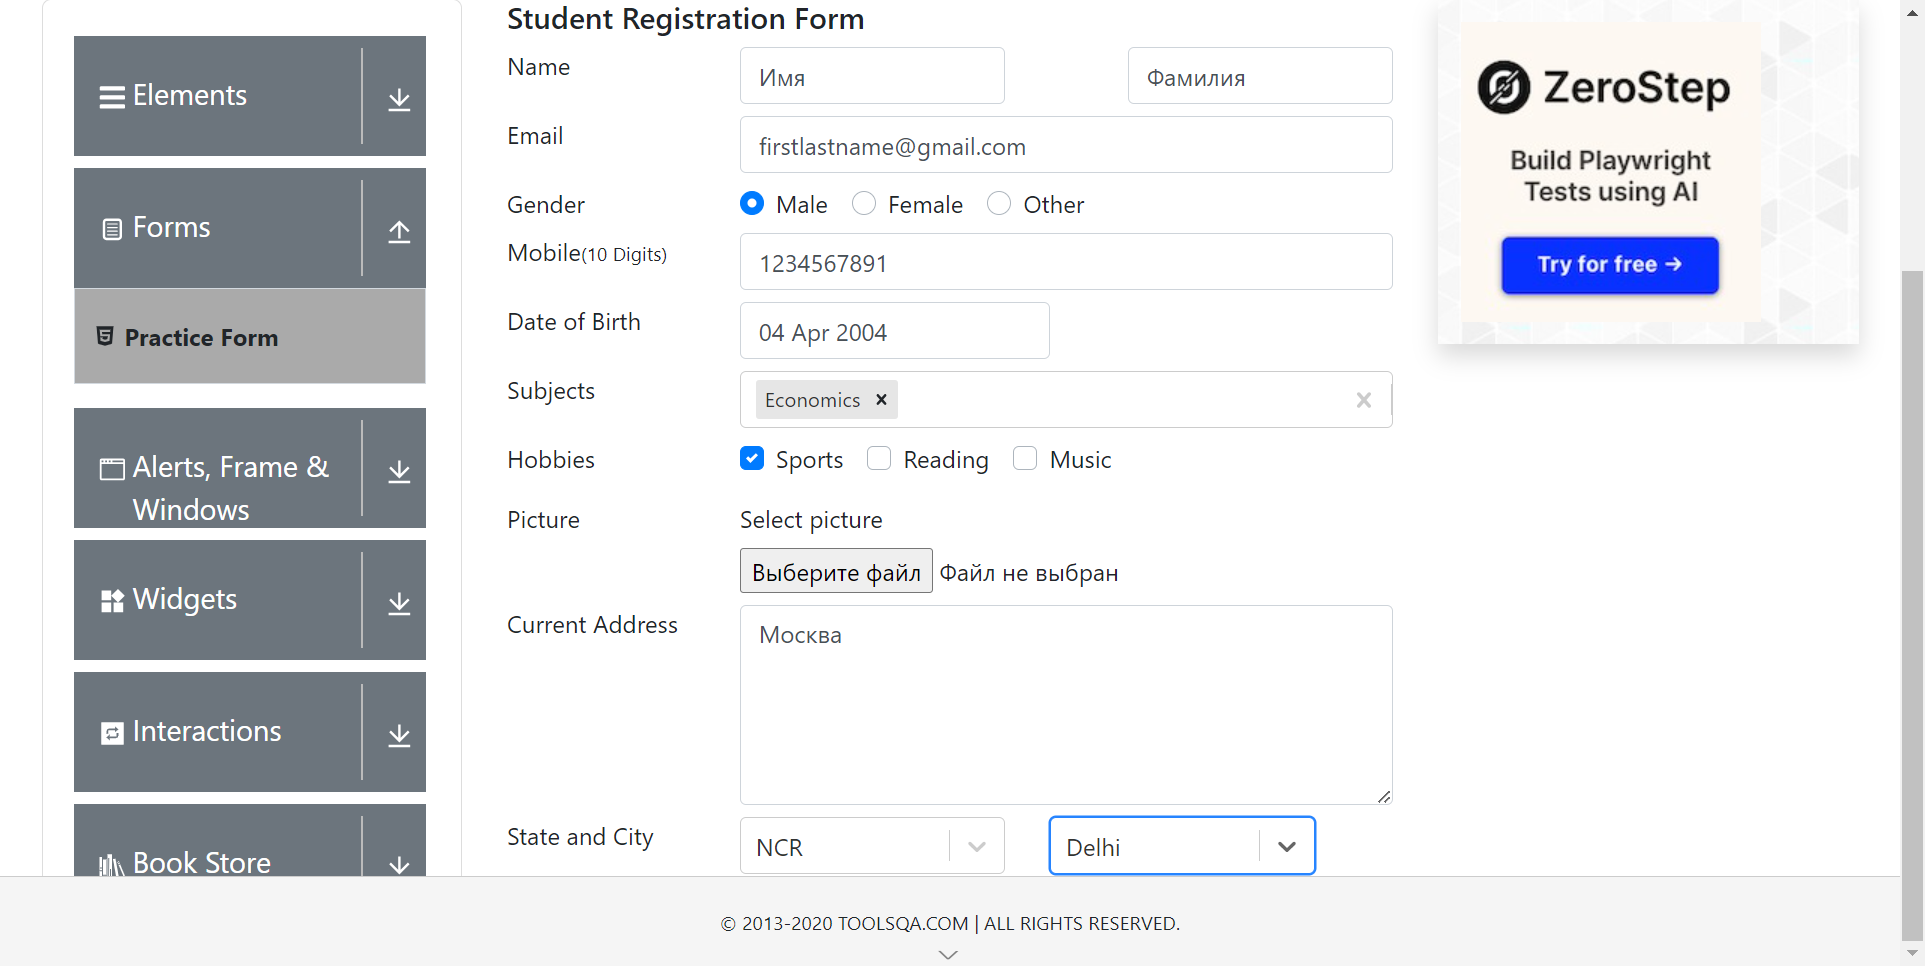 Elements
Forms
Practice Form
Alerts, Frame &
Windows
Widgets
Interactions
Book Store
Student Registration Form
Name Имя Фамилия
Email firstlastname@gmail.com
Gender Male Female Other
Mobile(10 Digits) 1234567891
Date of Birth 04 Apr 2004
Subjects Economics
Hobbies Sports Reading Music
Picture Select picture
Выберите файл Файл не выбран
Current Address Москва
State and City NCR Delhi
ZeroStep
Build Playwright
Tests using AI
Try for free →
© 2013-2020 TOOLSQA.COM | ALL RIGHTS RESERVED.